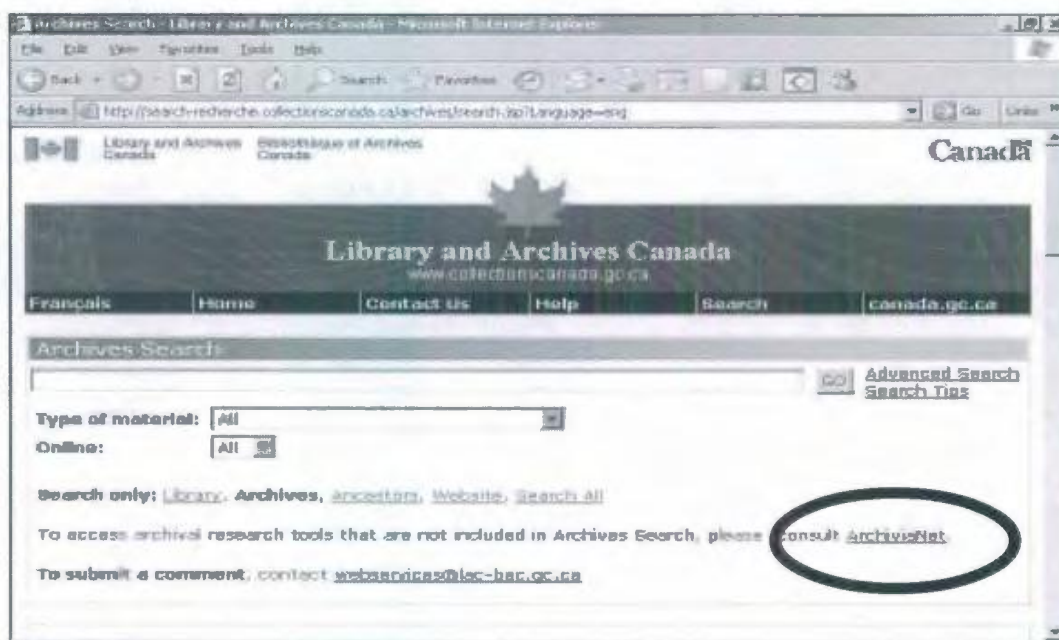 Archives Search - Library and Archives Canada - Microsoft Internet Explorer
File Edit View Favorites Tools Help
Back Search Favorites
Address http://search-recherche.collectionscanada.ca/archives/search.jsp?Language=eng Go Links »
Library and Archives Canada
Bibliothèque et Archives Canada
Canada
Library and Archives Canada
www.collectionscanada.gc.ca
Français Home Contact Us Help Search canada.gc.ca
Archives Search
GO Advanced Search
Search Tips
Type of material: All
Online: All
Search only: Library, Archives, Ancestors, Website, Search All
To access archival research tools that are not included in Archives Search, please consult ArchiviaNet
To submit a comment, contact webservices@lac-bac.gc.ca